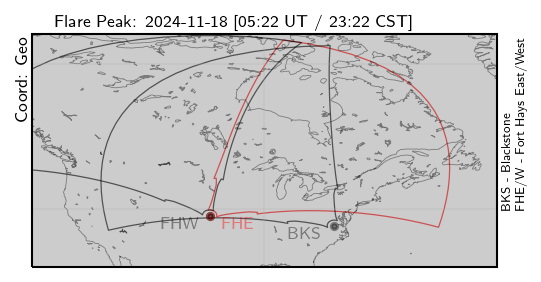 Flare Peak: 2024-11-18 [05:22 UT / 23:22 CST]
Coord: Geo
FHW
FHE
BKS
BKS - Blackstone
FHE/W - Fort Hays East/West